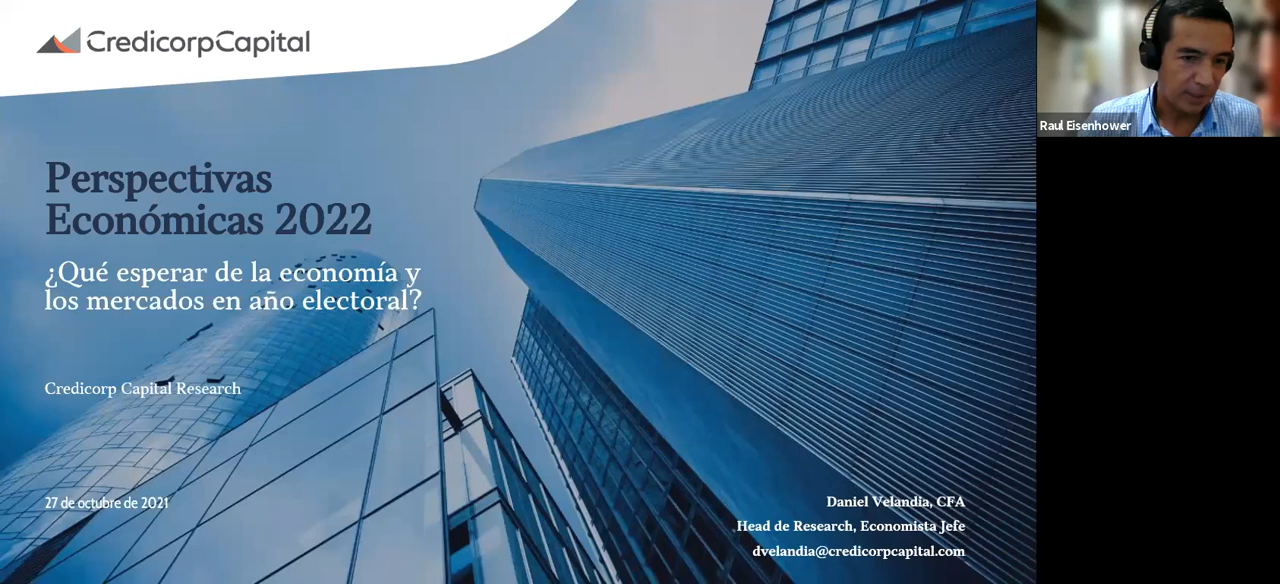 CredicorpCapital
Perspectivas
Económicas 2022
¿Qué esperar de la economía y
los mercados en año electoral?
Credicorp Capital Research
27 de octubre de 2021
Daniel Velandia, CFA
Head de Research, Economista Jefe
dvelandia@credicorpcapital.com
Raul Eisenhower